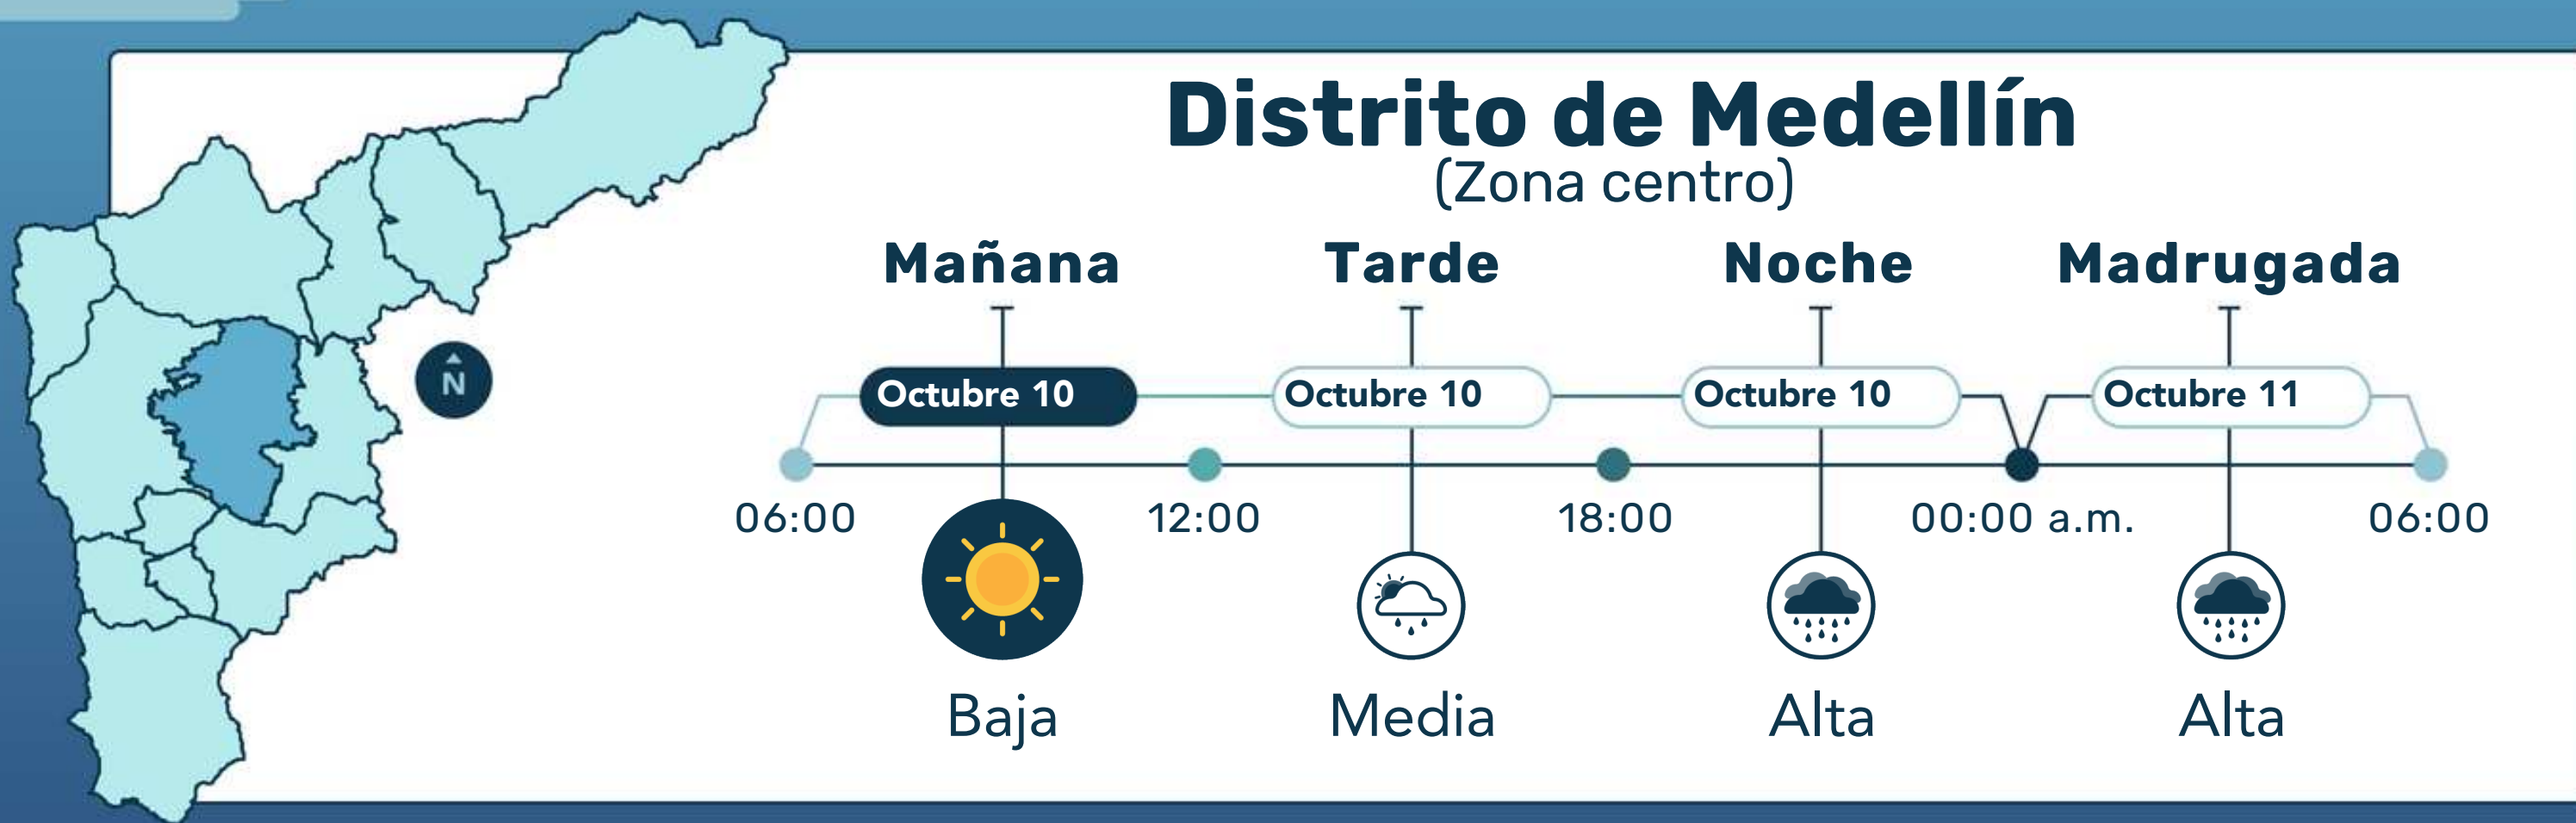 Distrito de Medellín
(Zona centro)
Mañana Tarde Noche Madrugada
N
Octubre 10 Octubre 10 Octubre 10 Octubre 11
06:00 12:00 18:00 00:00 a.m. 06:00
Baja Media Alta Alta